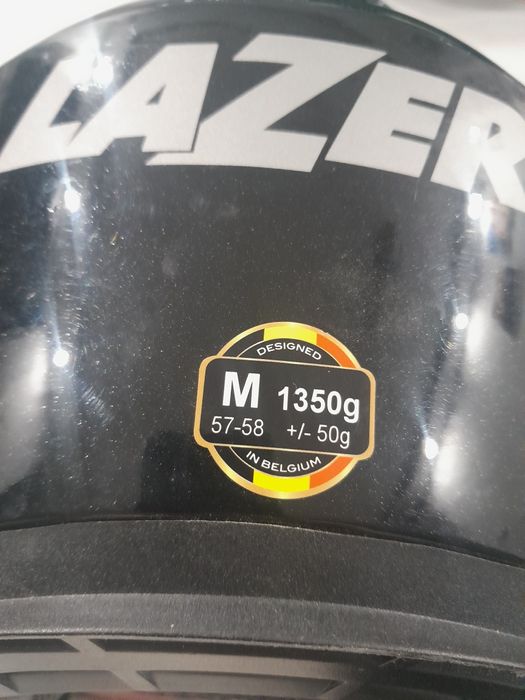 LAZER
DESIGNED
M 1350g
57-58 +/- 50g
IN BELGIUM